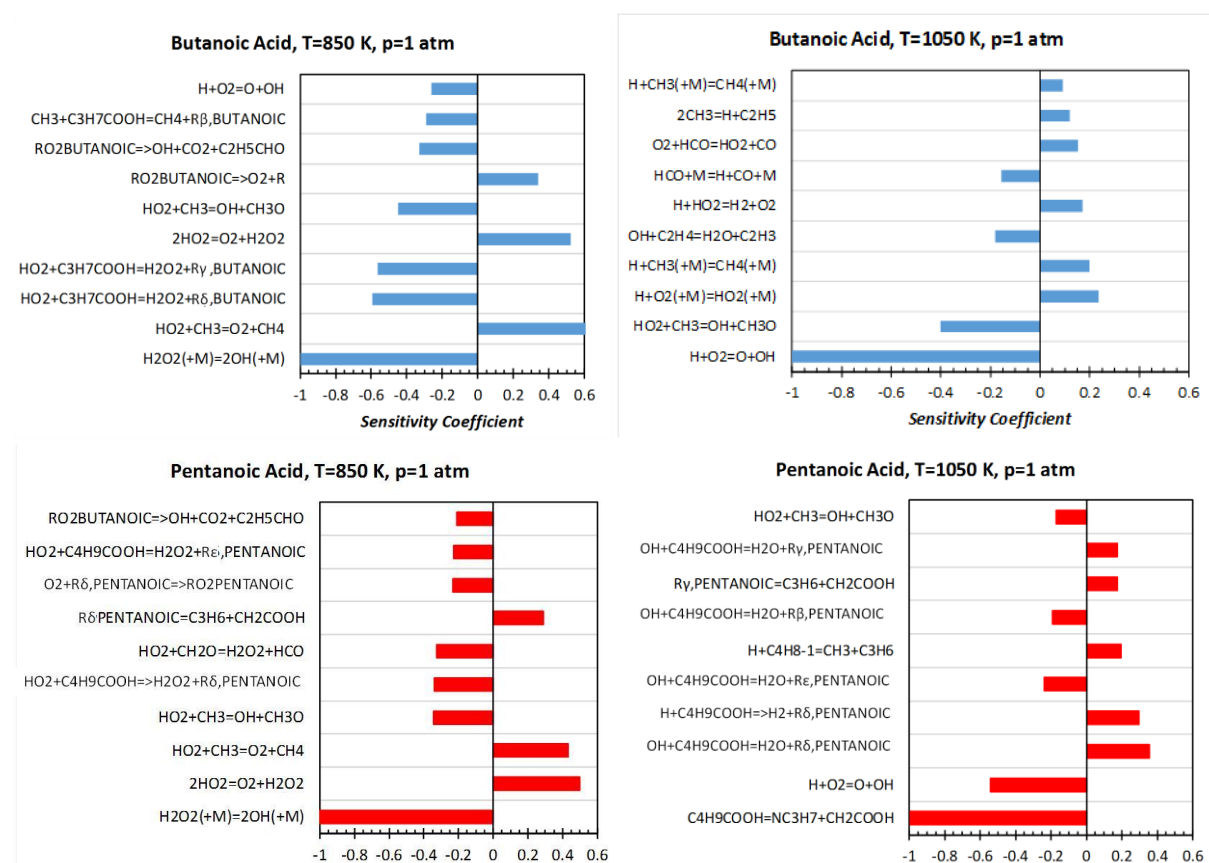 Butanoic Acid, T=850 K, p=1 atm
H+O2=O+OH
CH3+C3H7COOH=CH4+Rβ,BUTANOIC
RO2BUTANOIC=>OH+CO2+C2H5CHO
RO2BUTANOIC=>O2+R
HO2+CH3=OH+CH3O
2HO2=O2+H2O2
HO2+C3H7COOH=H2O2+Rγ,BUTANOIC
HO2+C3H7COOH=H2O2+Rδ,BUTANOIC
HO2+CH3=O2+CH4
H2O2(+M)=2OH(+M)
-1 -0.8 -0.6 -0.4 -0.2 0 0.2 0.4 0.6
Sensitivity Coefficient
Butanoic Acid, T=1050 K, p=1 atm
H+CH3(+M)=CH4(+M)
2CH3=H+C2H5
O2+HCO=HO2+CO
HCO+M=H+CO+M
H+HO2=H2+O2
OH+C2H4=H2O+C2H3
H+CH3(+M)=CH4(+M)
H+O2(+M)=HO2(+M)
HO2+CH3=OH+CH3O
H+O2=O+OH
-1 -0.8 -0.6 -0.4 -0.2 0 0.2 0.4 0.6
Sensitivity Coefficient
Pentanoic Acid, T=850 K, p=1 atm
RO2BUTANOIC=>OH+CO2+C2H5CHO
HO2+C4H9COOH=H2O2+Rε,PENTANOIC
O2+Rδ,PENTANOIC=>RO2PENTANOIC
RδPENTANOIC=C3H6+CH2COOH
HO2+CH2O=H2O2+HCO
HO2+C4H9COOH=>H2O2+Rδ,PENTANOIC
HO2+CH3=OH+CH3O
HO2+CH3=O2+CH4
2HO2=O2+H2O2
H2O2(+M)=2OH(+M)
-1 -0.8 -0.6 -0.4 -0.2 0 0.2 0.4 0.6
Pentanoic Acid, T=1050 K, p=1 atm
HO2+CH3=OH+CH3O
OH+C4H9COOH=H2O+Rγ,PENTANOIC
Rγ,PENTANOIC=C3H6+CH2COOH
OH+C4H9COOH=H2O+Rβ,PENTANOIC
H+C4H8-1=CH3+C3H6
OH+C4H9COOH=H2O+Rε,PENTANOIC
H+C4H9COOH=>H2+Rδ,PENTANOIC
OH+C4H9COOH=H2O+Rδ,PENTANOIC
H+O2=O+OH
C4H9COOH=NC3H7+CH2COOH
-1 -0.8 -0.6 -0.4 -0.2 0 0.2 0.4 0.6